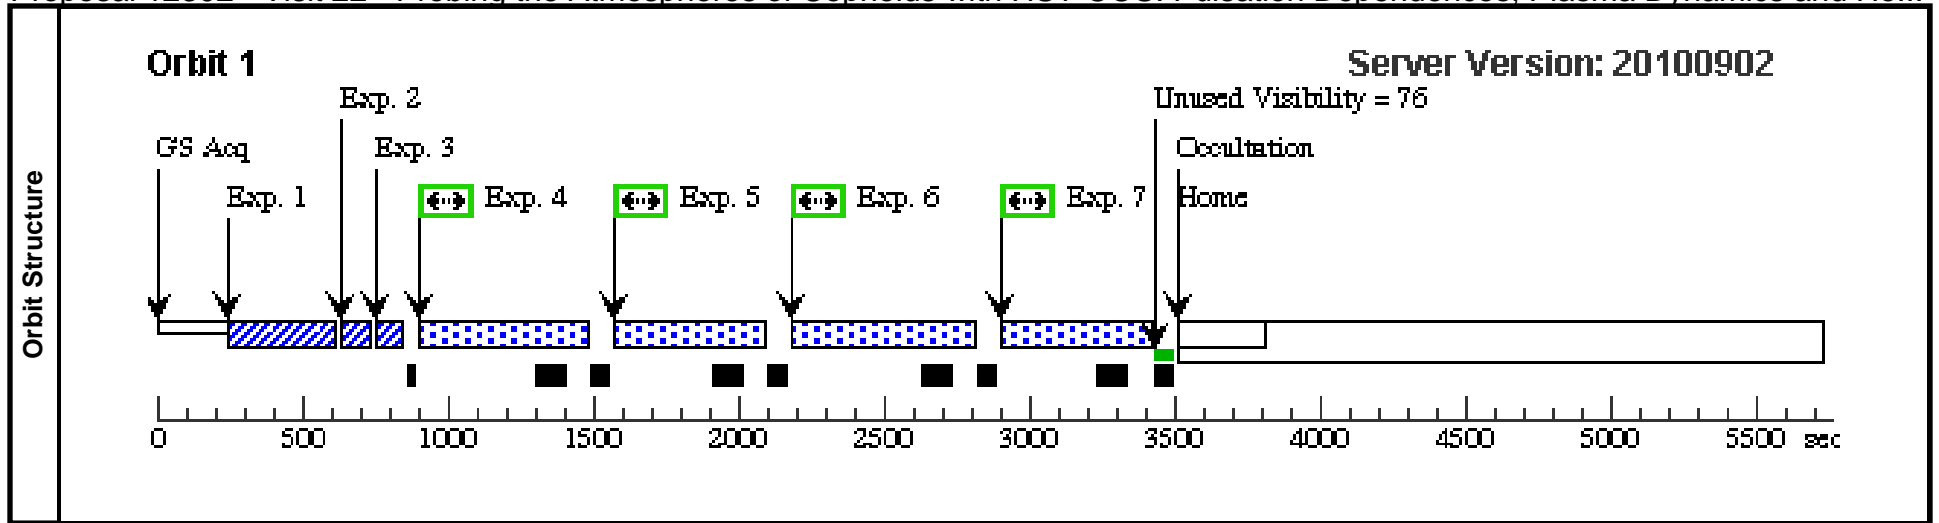 Orbit Structure
Orbit 1
Server Version: 20100902
Exp. 2
Unused Visibility = 76
GS Acq
Exp. 3
Occultation
Exp. 1
Exp. 4
Exp. 5
Exp. 6
Exp. 7
Home
0 500 1000 1500 2000 2500 3000 3500 4000 4500 5000 5500 sec